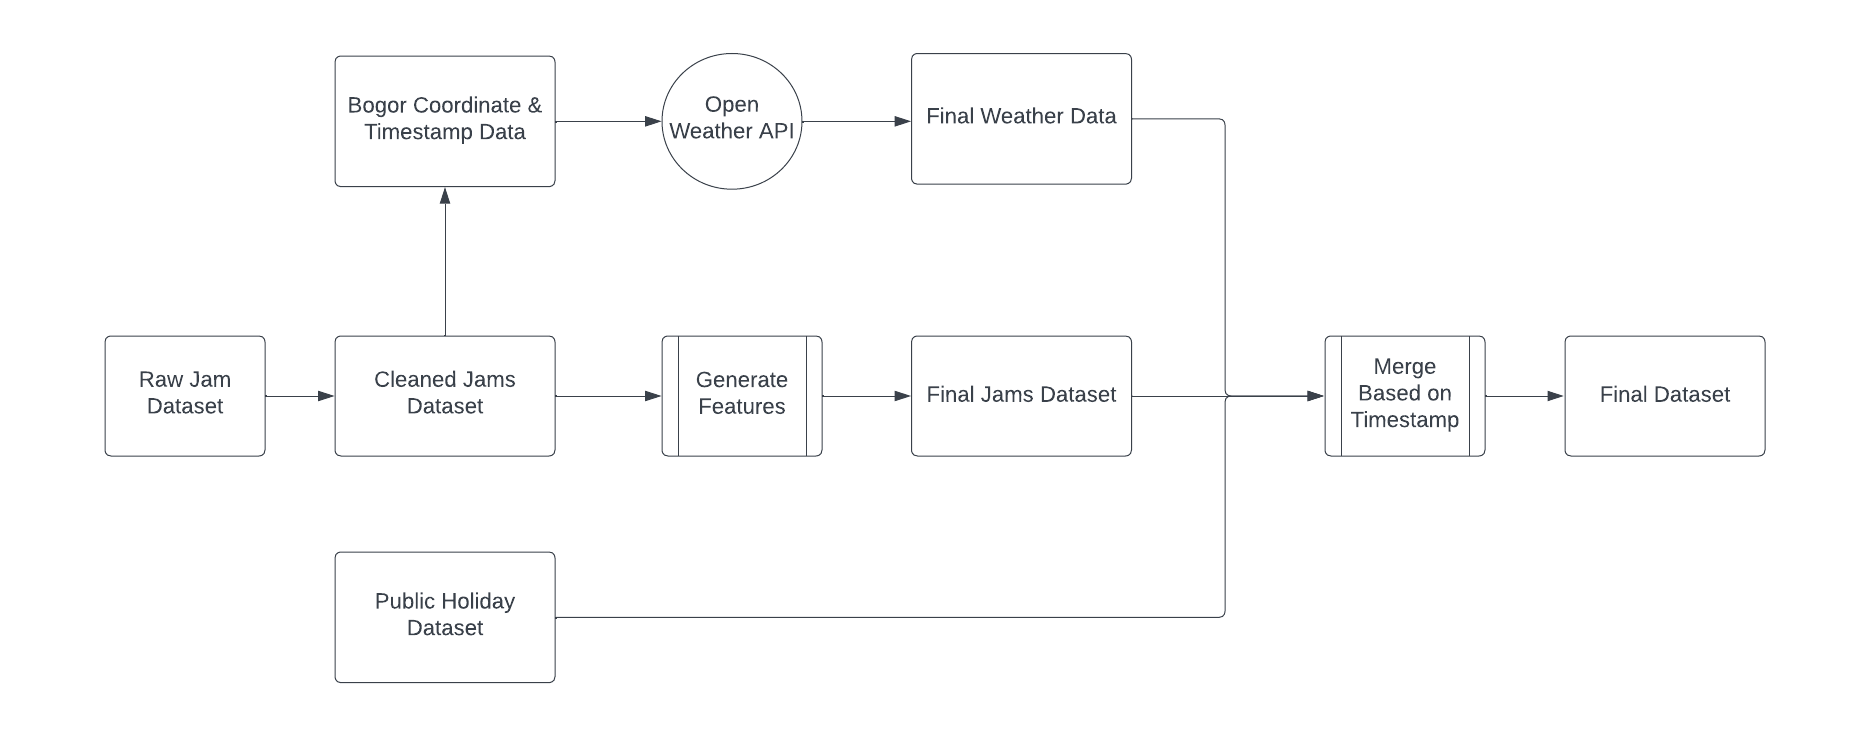 Bogor Coordinate &
Timestamp Data
Open
Weather API
Final Weather Data
Raw Jam
Dataset
Cleaned Jams
Dataset
Generate
Features
Final Jams Dataset
Merge
Based on
Timestamp
Final Dataset
Public Holiday
Dataset